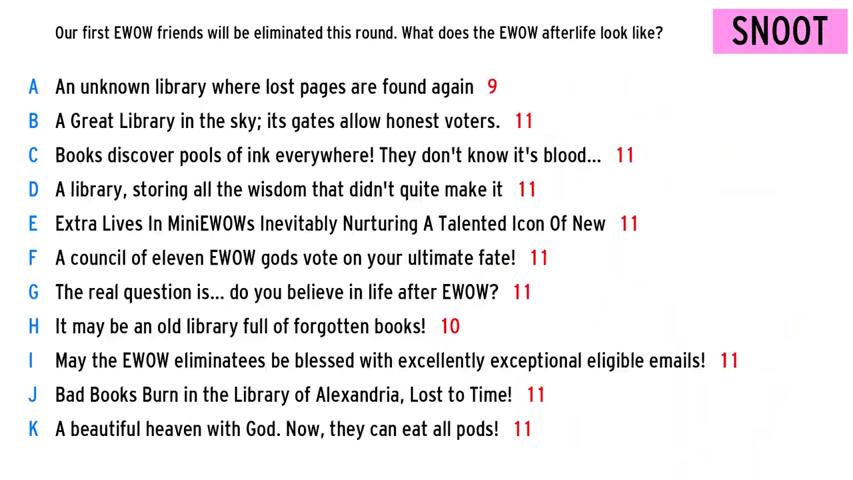 Our first EWOW friends will be eliminated this round. What does the EWOW afterlife look like?
SNOOT
A An unknown library where lost pages are found again 9
B A Great Library in the sky; its gates allow honest voters. 11
C Books discover pools of ink everywhere! They don't know it's blood... 11
D A library, storing all the wisdom that didn't quite make it 11
E Extra Lives In MiniEWOWs Inevitably Nurturing A Talented Icon Of New 11
F A council of eleven EWOW gods vote on your ultimate fate! 11
G The real question is... do you believe in life after EWOW? 11
H It may be an old library full of forgotten books! 10
I May the EWOW eliminatees be blessed with excellently exceptional eligible emails! 11
J Bad Books Burn in the Library of Alexandria, Lost to Time! 11
K A beautiful heaven with God. Now, they can eat all pods! 11